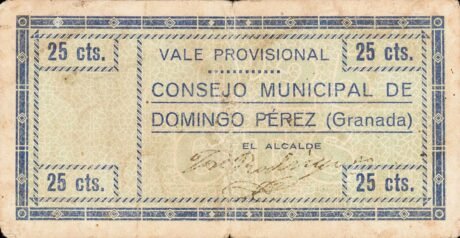 25 cts. VALE PROVISIONAL 25 cts.
CONSEJO MUNICIPAL DE
DOMINGO PÉREZ (Granada)
EL ALCALDE
25 cts. 25 cts.